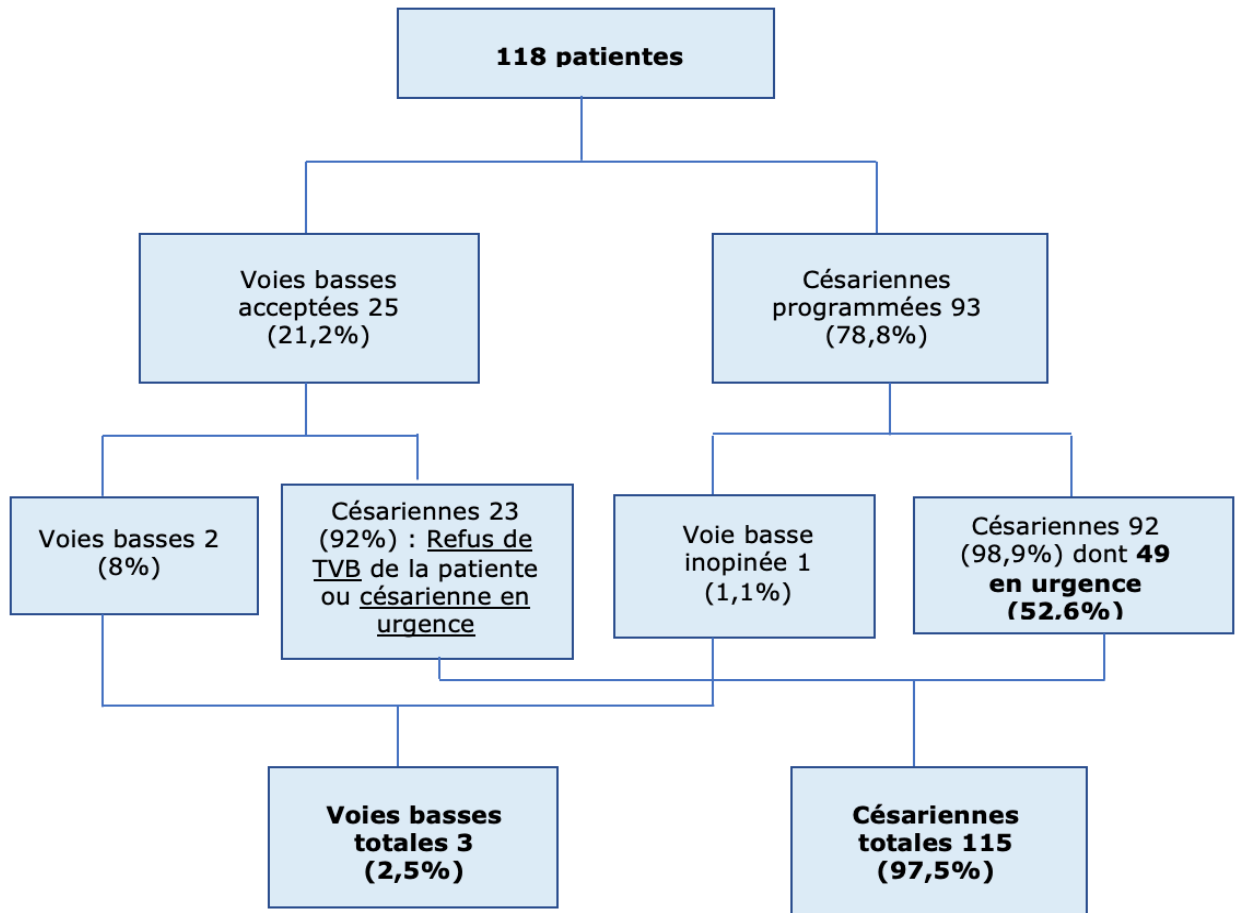 118 patientes
Voies basses
acceptées 25
(21,2%)
Césariennes
programmées 93
(78,8%)
Voies basses 2
(8%)
Césariennes 23
(92%) : Refus de
TVB de la patiente
ou césarienne en
urgence
Voie basse
inopinée 1
(1,1%)
Césariennes 92
(98,9%) dont 49
en urgence
(52,6%)
Voies basses
totales 3
(2,5%)
Césariennes
totales 115
(97,5%)